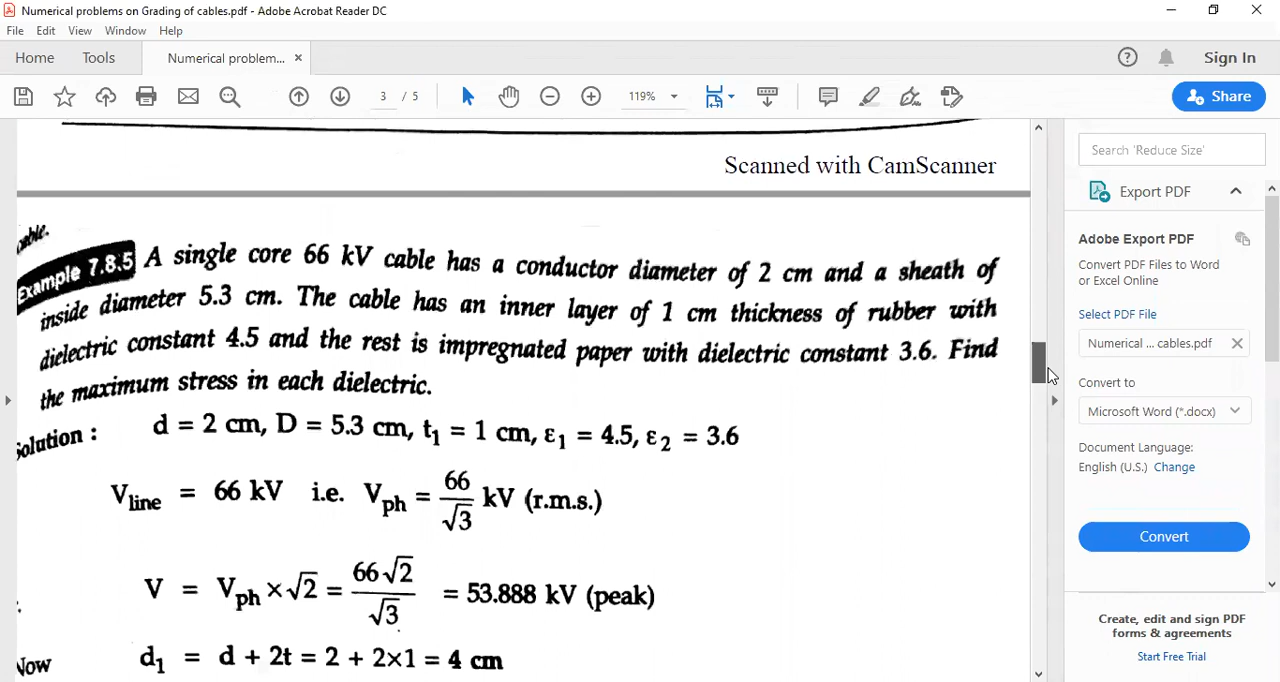 Numerical problems on Grading of cables.pdf - Adobe Acrobat Reader DC
File Edit View Window Help
Home Tools Numerical problem... × Sign In
3 / 5 119% Share
Scanned with CamScanner
cable.
Example 7.8.5 A single core 66 kV cable has a conductor diameter of 2 cm and a sheath of
inside diameter 5.3 cm. The cable has an inner layer of 1 cm thickness of rubber with
dielectric constant 4.5 and the rest is impregnated paper with dielectric constant 3.6. Find
the maximum stress in each dielectric.
Solution : d = 2 cm, D = 5.3 cm, t₁ = 1 cm, ε₁ = 4.5, ε₂ = 3.6
V_line = 66 kV i.e. V_ph = 66/√3 kV (r.m.s.)
V = V_ph × √2 = 66√2/√3 = 53.888 kV (peak)
Now d₁ = d + 2t = 2 + 2×1 = 4 cm
Search 'Reduce Size'
Export PDF
Adobe Export PDF
Convert PDF Files to Word
or Excel Online
Select PDF File
Numerical ... cables.pdf ×
Convert to
Microsoft Word (*.docx)
Document Language:
English (U.S.) Change
Convert
Create, edit and sign PDF
forms & agreements
Start Free Trial